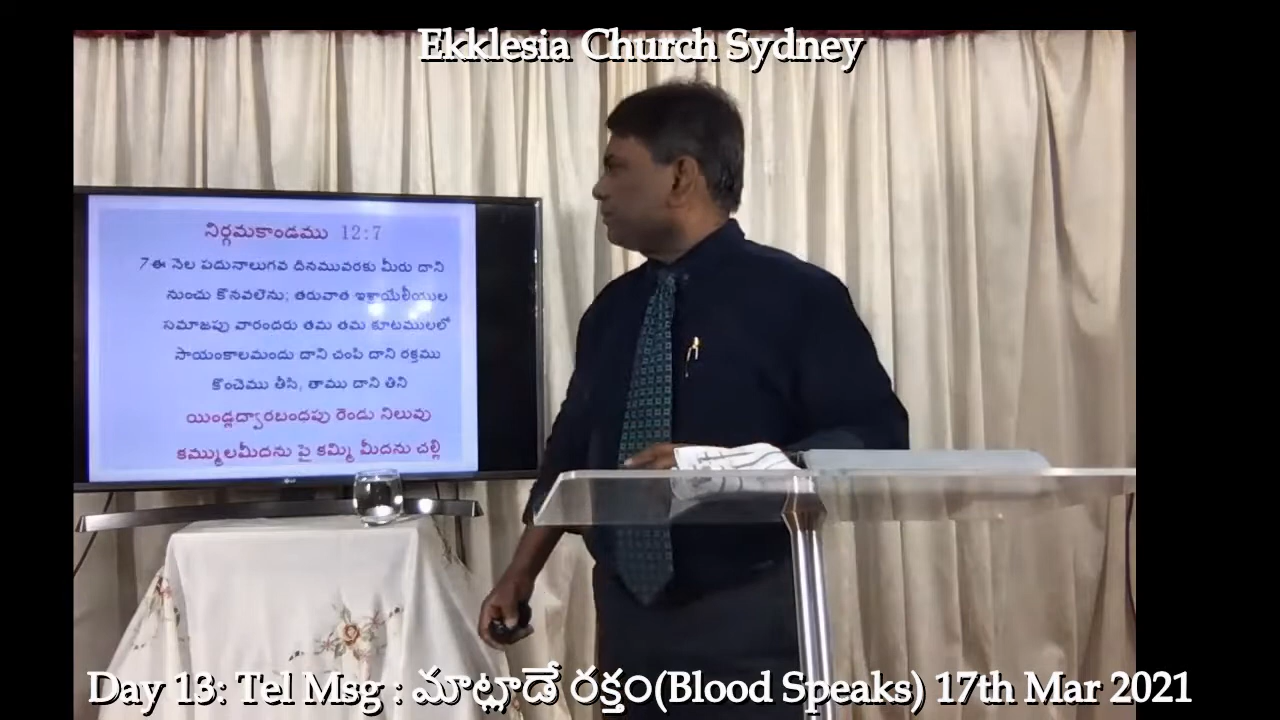 Ekklesia Church Sydney
నిర్గమకాండము 12:7
7 ఈ నెల పదునాలుగవ దినమువరకు మీరు దాని
నుంచు కొనవలెను; తరువాత ఇశ్రాయేలీయుల
సమాజపు వారందరు తమ తమ కూటములలో
సాయంకాలమందు దాని చంపి దాని రక్తము
కొంచెము తీసి, తాము దాని తిని
యిండ్లద్వారబంధపు రెండు నిలువు
కమ్ములమీదను పై కమ్మి మీదను చల్లి
Day 13: Tel Msg : మాట్లాడే రక్తం(Blood Speaks) 17th Mar 2021